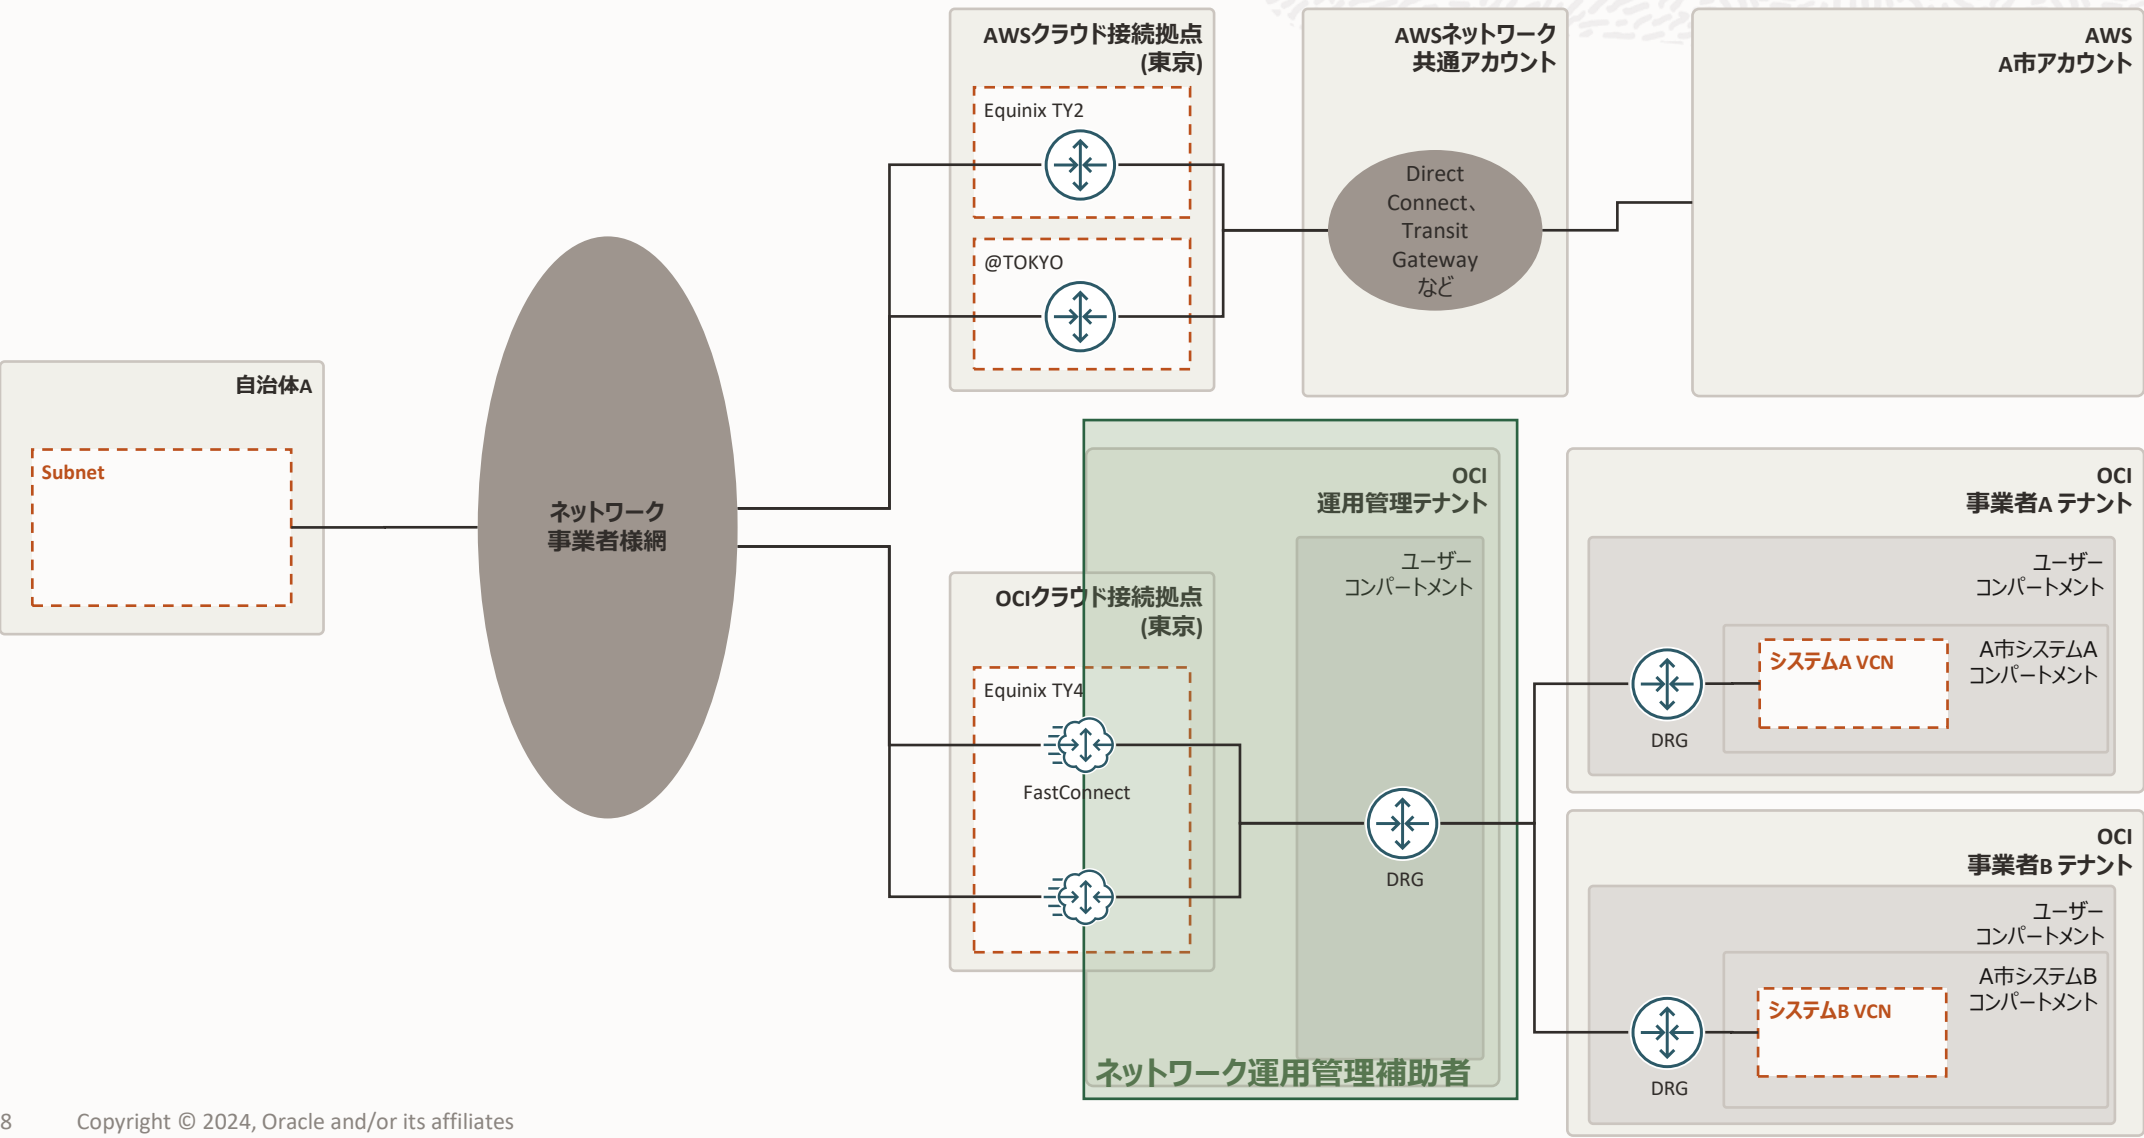 AWSクラウド接続拠点
(東京)
Equinix TY2
@TOKYO
AWSネットワーク
共通アカウント
Direct
Connect、
Transit
Gateway
など
AWS
A市アカウント
自治体A
Subnet
ネットワーク
事業者様網
OCIクラウド接続拠点
(東京)
Equinix TY4
FastConnect
OCI
運用管理テナント
ユーザー
コンパートメント
DRG
ネットワーク運用管理補助者
OCI
事業者A テナント
ユーザー
コンパートメント
A市システムA
コンパートメント
システムA VCN
DRG
OCI
事業者B テナント
ユーザー
コンパートメント
A市システムB
コンパートメント
システムB VCN
DRG
8 Copyright © 2024, Oracle and/or its affiliates